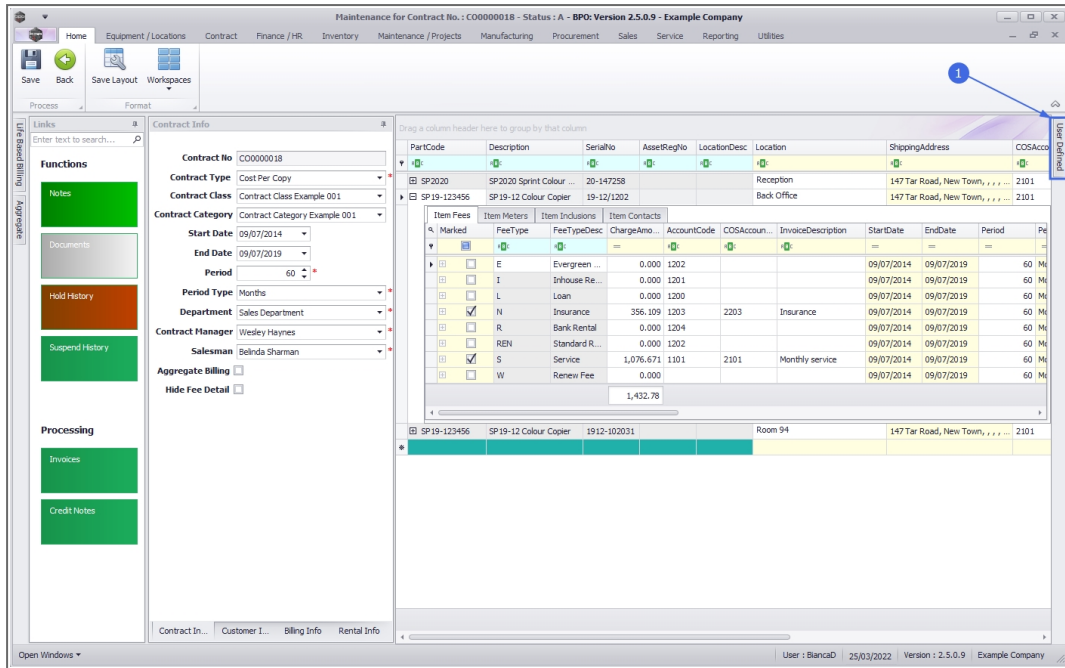 Maintenance for Contract No. : CO0000018 - Status : A - BPO: Version 2.5.0.9 - Example Company
Home Equipment / Locations Contract Finance / HR Inventory Maintenance / Projects Manufacturing Procurement Sales Service Reporting Utilities
Save Back Save Layout Workspaces
Process Format
1
User Defined
Life Based Billing
Aggregate
Links
Enter text to search...
Functions
Notes
Documents
Hold History
Suspend History
Processing
Invoices
Credit Notes
Contract Info
Contract No CO0000018
Contract Type Cost Per Copy *
Contract Class Contract Class Example 001
Contract Category Contract Category Example 001
Start Date 09/07/2014
End Date 09/07/2019
Period 60 *
Period Type Months *
Department Sales Department *
Contract Manager Wesley Haynes *
Salesman Belinda Sharman *
Aggregate Billing
Hide Fee Detail
Contract In... Customer I... Billing Info Rental Info
Drag a column header here to group by that column
PartCode Description SerialNo AssetRegNo LocationDesc Location ShippingAddress COSAcco
SP2020 SP2020 Sprint Colour ... 20-147258 Reception 147 Tar Road, New Town, , , , ... 2101
SP19-123456 SP19-12 Colour Copier 19-12/1202 Back Office 147 Tar Road, New Town, , , , ... 2101
Item Fees Item Meters Item Inclusions Item Contacts
Marked FeeType FeeTypeDesc ChargeAmo... AccountCode COSAccoun... InvoiceDescription StartDate EndDate Period Pe
= = = =
E Evergreen ... 0.000 1202 09/07/2014 09/07/2019 60 Mo
I Inhouse Re... 0.000 1201 09/07/2014 09/07/2019 60 Mo
L Loan 0.000 1200 09/07/2014 09/07/2019 60 Mo
N Insurance 356.109 1203 2203 Insurance 09/07/2014 09/07/2019 60 Mo
R Bank Rental 0.000 1204 09/07/2014 09/07/2019 60 Mo
REN Standard R... 0.000 1202 09/07/2014 09/07/2019 60 Mo
S Service 1,076.671 1101 2101 Monthly service 09/07/2014 09/07/2019 60 Mo
W Renew Fee 0.000 09/07/2014 09/07/2019 60 Mo
1,432.78
SP19-123456 SP19-12 Colour Copier 1912-102031 Room 94 147 Tar Road, New Town, , , , ... 2101
Open Windows User : BiancaD 25/03/2022 Version : 2.5.0.9 Example Company